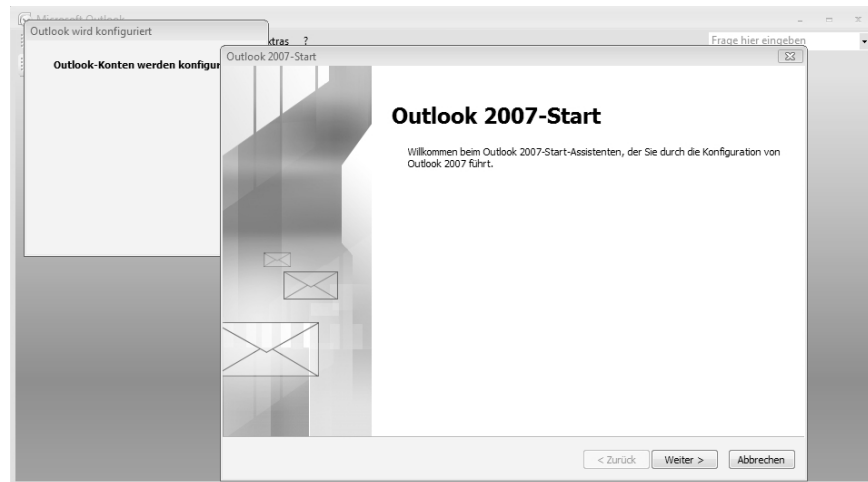 Microsoft Outlook
Outlook wird konfiguriert
xtras ?
Frage hier eingeben
Outlook-Konten werden konfigur
Outlook 2007-Start
Outlook 2007-Start
Willkommen beim Outlook 2007-Start-Assistenten, der Sie durch die Konfiguration von
Outlook 2007 führt.
< Zurück Weiter > Abbrechen